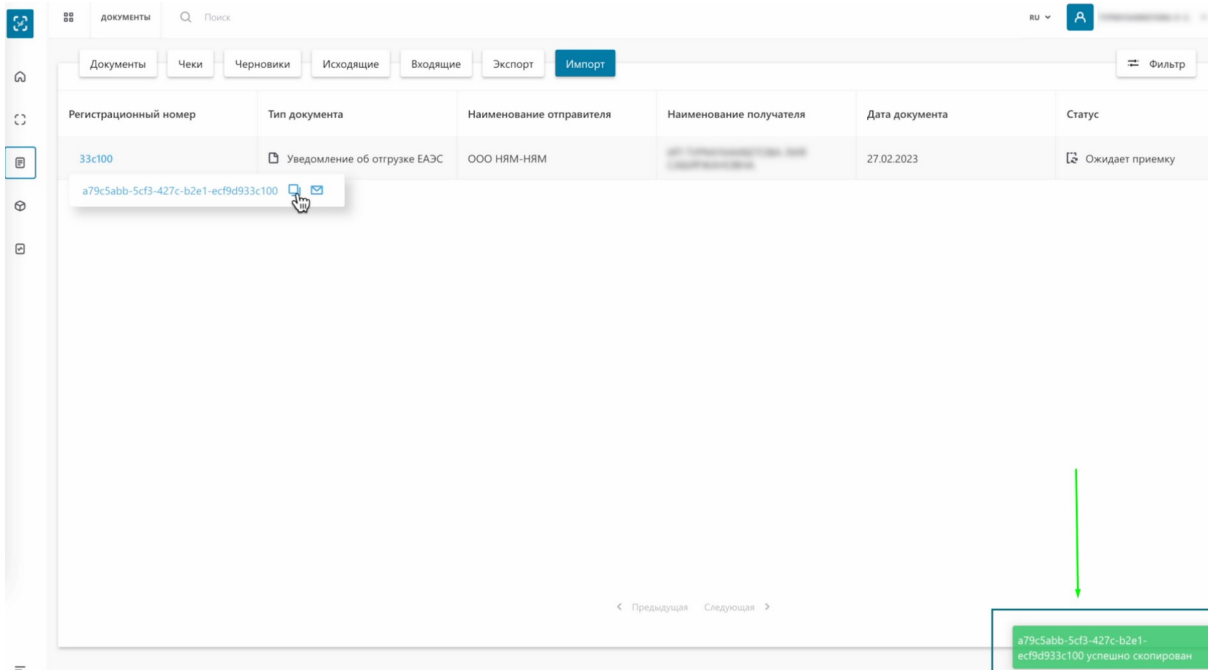 ДОКУМЕНТЫ Поиск RU
Документы Чеки Черновики Исходящие Входящие Экспорт Импорт Фильтр
Регистрационный номер Тип документа Наименование отправителя Наименование получателя Дата документа Статус
33c100 Уведомление об отгрузке ЕАЭС ООО НЯМ-НЯМ 27.02.2023 Ожидает приемку
a79c5abb-5cf3-427c-b2e1-ecf9d933c100
Предыдущая Следующая
a79c5abb-5cf3-427c-b2e1-
ecf9d933c100 успешно скопирован